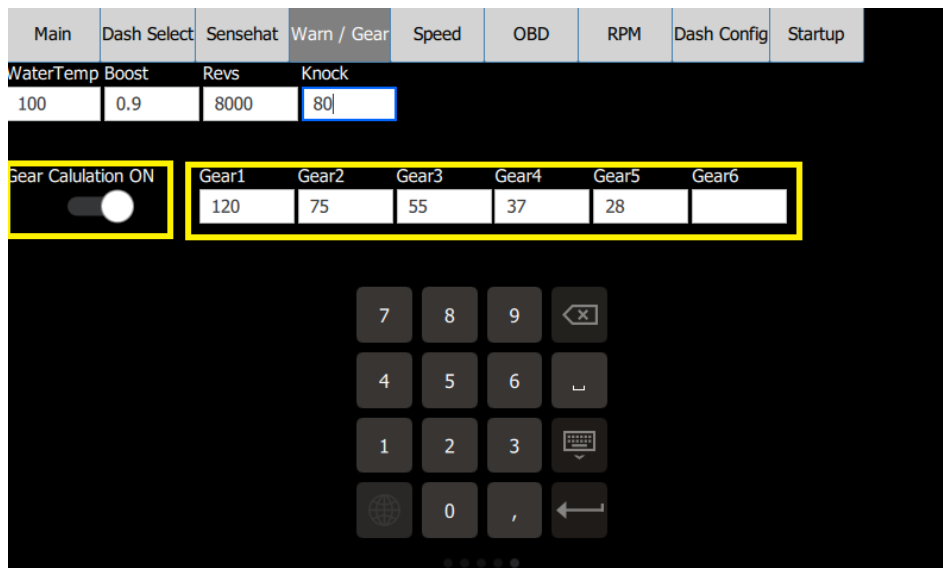 Main Dash Select Sensehat Warn / Gear Speed OBD RPM Dash Config Startup
WaterTemp Boost Revs Knock
100 0.9 8000 80
Gear Calulation ON Gear1 Gear2 Gear3 Gear4 Gear5 Gear6
120 75 55 37 28
7 8 9
4 5 6
1 2 3
0 ,